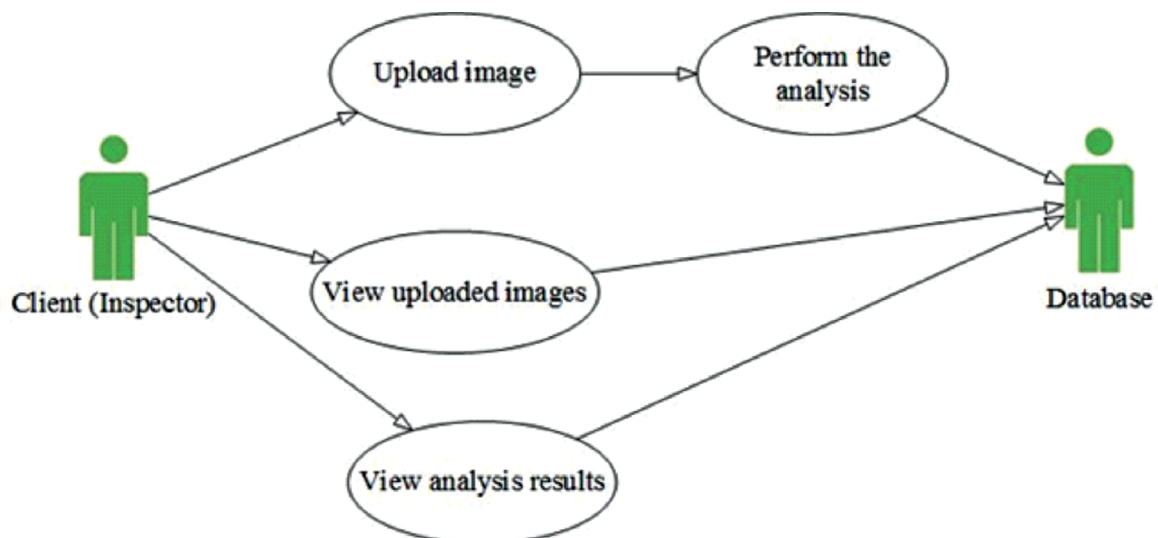 Upload image
Perform the
analysis
Client (Inspector)
View uploaded images
Database
View analysis results